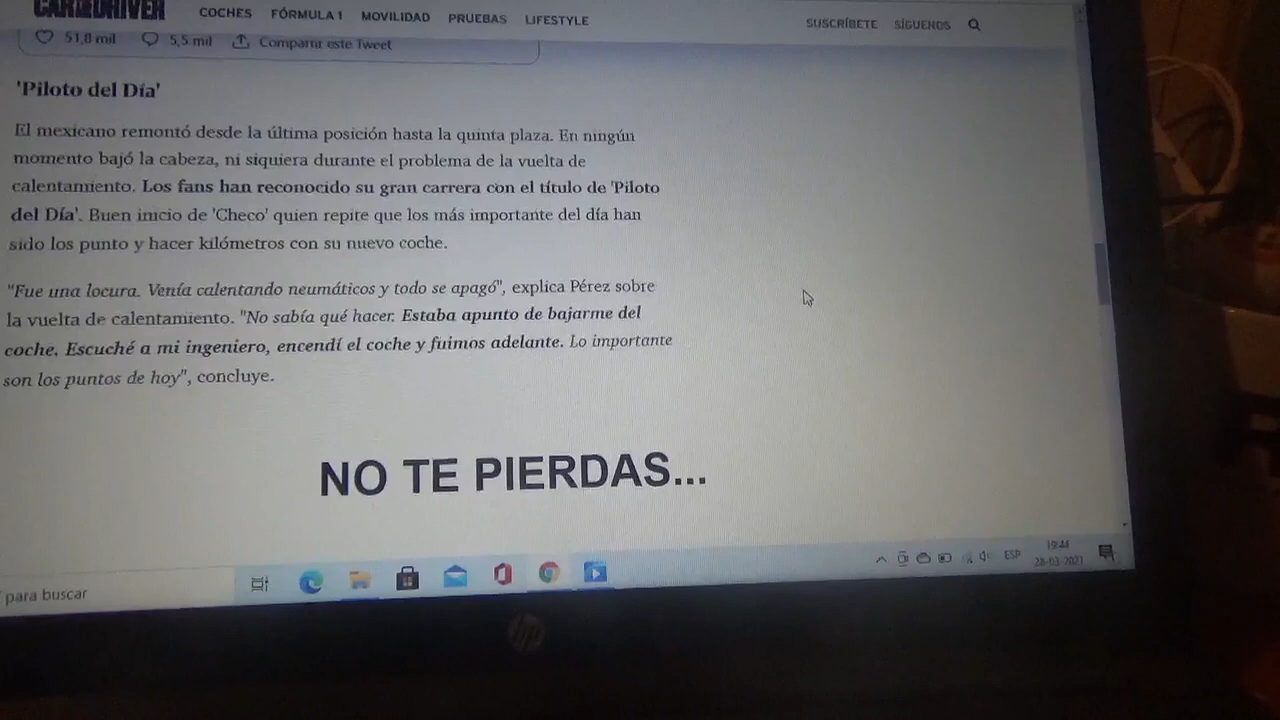 CAR AND DRIVER COCHES FÓRMULA 1 MOVILIDAD PRUEBAS LIFESTYLE SUSCRÍBETE SÍGUENOS
51,8 mil 5,5 mil Compartir este Tweet
'Piloto del Día'
El mexicano remontó desde la última posición hasta la quinta plaza. En ningún
momento bajó la cabeza, ni siquiera durante el problema de la vuelta de
calentamiento. Los fans han reconocido su gran carrera con el título de 'Piloto
del Día'. Buen inicio de 'Checo' quien repite que los más importante del día han
sido los punto y hacer kilómetros con su nuevo coche.
"Fue una locura. Venía calentando neumáticos y todo se apagó", explica Pérez sobre
la vuelta de calentamiento. "No sabía qué hacer. Estaba apunto de bajarme del
coche. Escuché a mi ingeniero, encendí el coche y fuimos adelante. Lo importante
son los puntos de hoy", concluye.
NO TE PIERDAS...
para buscar
ESP
19:44
28-03-2021
hp